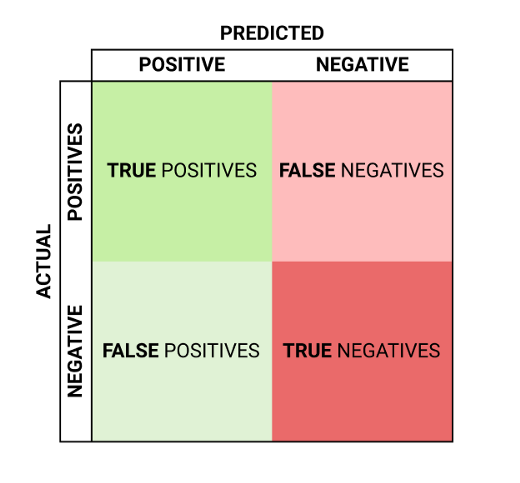 PREDICTED
POSITIVE NEGATIVE
ACTUAL
POSITIVES
TRUE POSITIVES FALSE NEGATIVES
NEGATIVE
FALSE POSITIVES TRUE NEGATIVES